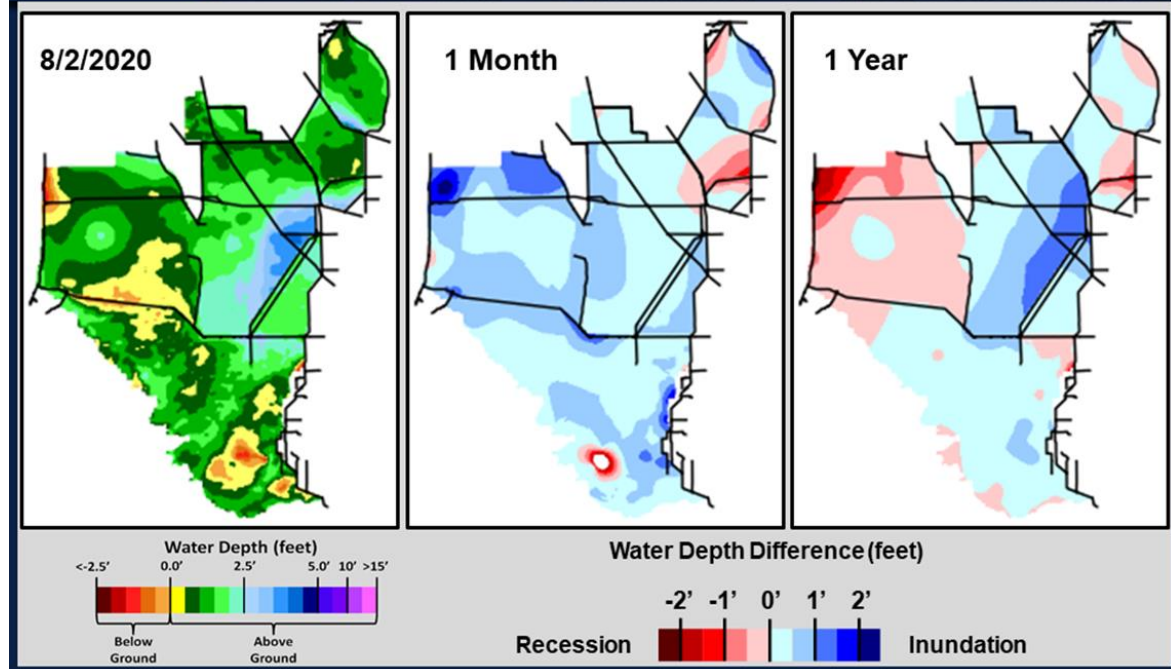 8/2/2020
1 Month
1 Year
Water Depth (feet)
<-2.5' 0.0' 2.5' 5.0' 10' >15'
Below
Ground
Above
Ground
Water Depth Difference (feet)
-2' -1' 0' 1' 2'
Recession
Inundation